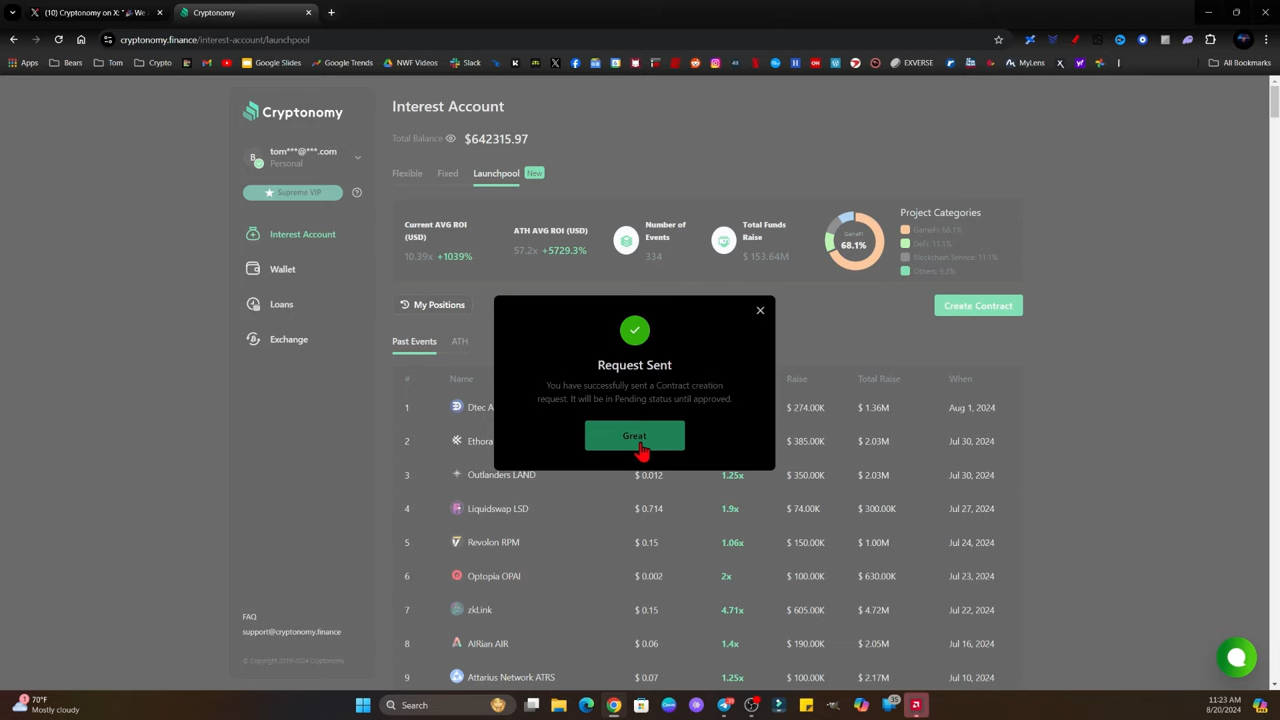 (10) Cryptonomy on X: "🎉 We
Cryptonomy
cryptonomy.finance/interest-account/launchpool
Apps
Bears
Tom
Crypto
Google Slides
Google Trends
NWF Videos
Slack
EXVERSE
MyLens
All Bookmarks
Cryptonomy
tom***@***.com
Personal
Supreme VIP
Interest Account
Wallet
Loans
Exchange
FAQ
support@cryptonomy.finance
© Copyright 2019-2024 Cryptonomy
Interest Account
Total Balance $642315.97
Flexible Fixed Launchpool New
Current AVG ROI (USD)
10.39x +1039%
ATH AVG ROI (USD)
57.2x +5729.3%
Number of Events
334
Total Funds Raise
$ 153.64M
GameFi
68.1%
Project Categories
GameFi: 68.1%
DeFi: 11.1%
Blockchain Service: 11.1%
Others: 9.3%
My Positions
Create Contract
Past Events ATH
# Name Raise Total Raise When
1 Dtec A $ 274.00K $ 1.36M Aug 1, 2024
2 Ethora $ 385.00K $ 2.03M Jul 30, 2024
3 Outlanders LAND $ 0.012 1.25x $ 350.00K $ 2.03M Jul 30, 2024
4 Liquidswap LSD $ 0.714 1.9x $ 74.00K $ 300.00K Jul 27, 2024
5 Revolon RPM $ 0.15 1.06x $ 150.00K $ 1.00M Jul 24, 2024
6 Optopia OPAI $ 0.002 2x $ 100.00K $ 630.00K Jul 23, 2024
7 zkLink $ 0.15 4.71x $ 605.00K $ 4.72M Jul 22, 2024
8 AIRian AIR $ 0.06 1.4x $ 190.00K $ 2.05M Jul 16, 2024
9 Attarius Network ATRS $ 0.07 1.25x $ 100.00K $ 2.17M Jul 10, 2024
Request Sent
You have successfully sent a Contract creation
request. It will be in Pending status until approved.
Great
70°F
Mostly cloudy
Search
11:23 AM
8/20/2024